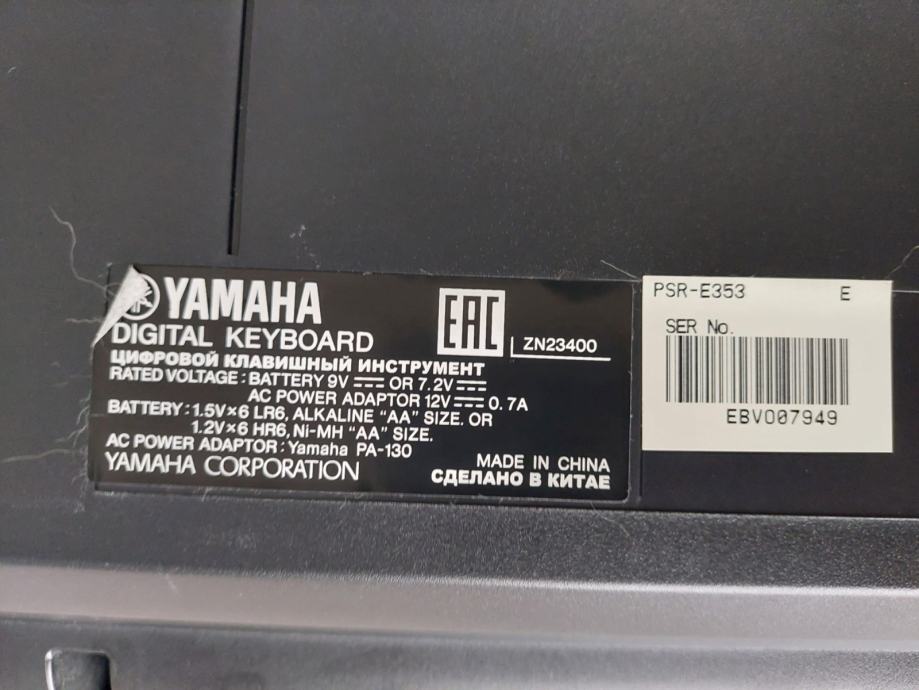 YAMAHA
DIGITAL KEYBOARD
EAC
ZN23400
ЦИФРОВОЙ КЛАВИШНЫЙ ИНСТРУМЕНТ
RATED VOLTAGE : BATTERY 9V ⎓ OR 7.2V ⎓
AC POWER ADAPTOR 12V ⎓ 0.7A
BATTERY : 1.5V×6 LR6, ALKALINE "AA" SIZE. OR
1.2V×6 HR6, Ni-MH "AA" SIZE.
AC POWER ADAPTOR : Yamaha PA-130
YAMAHA CORPORATION
MADE IN CHINA
СДЕЛАНО В КИТАЕ
PSR-E353 E
SER No.
EBVO07949